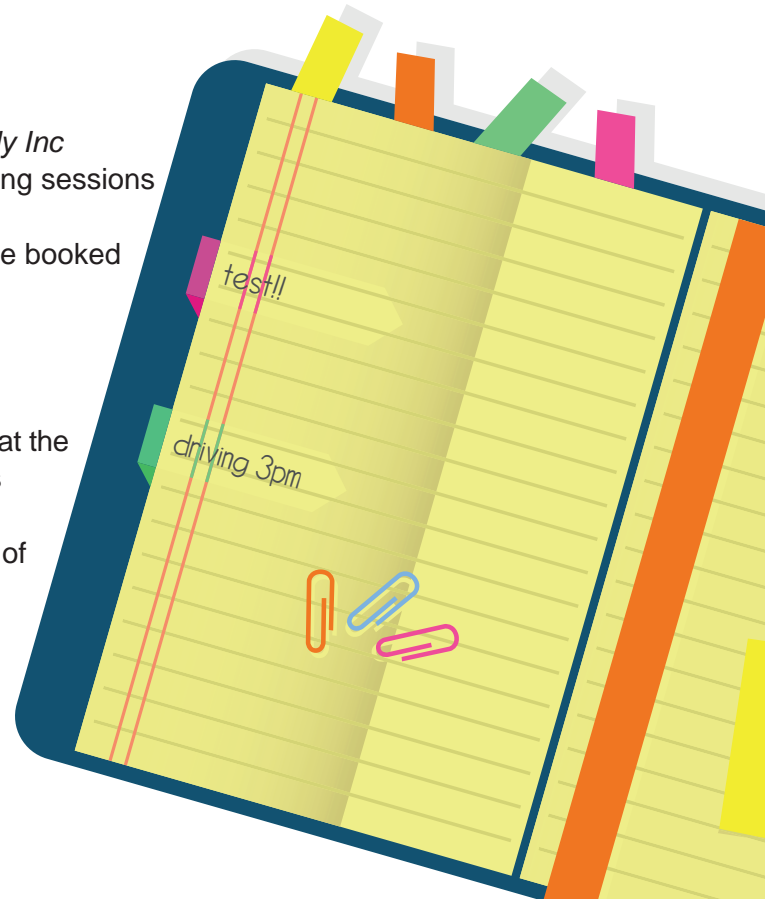 ly Inc
ng sessions
e booked
at the
of
test!!
driving 3pm